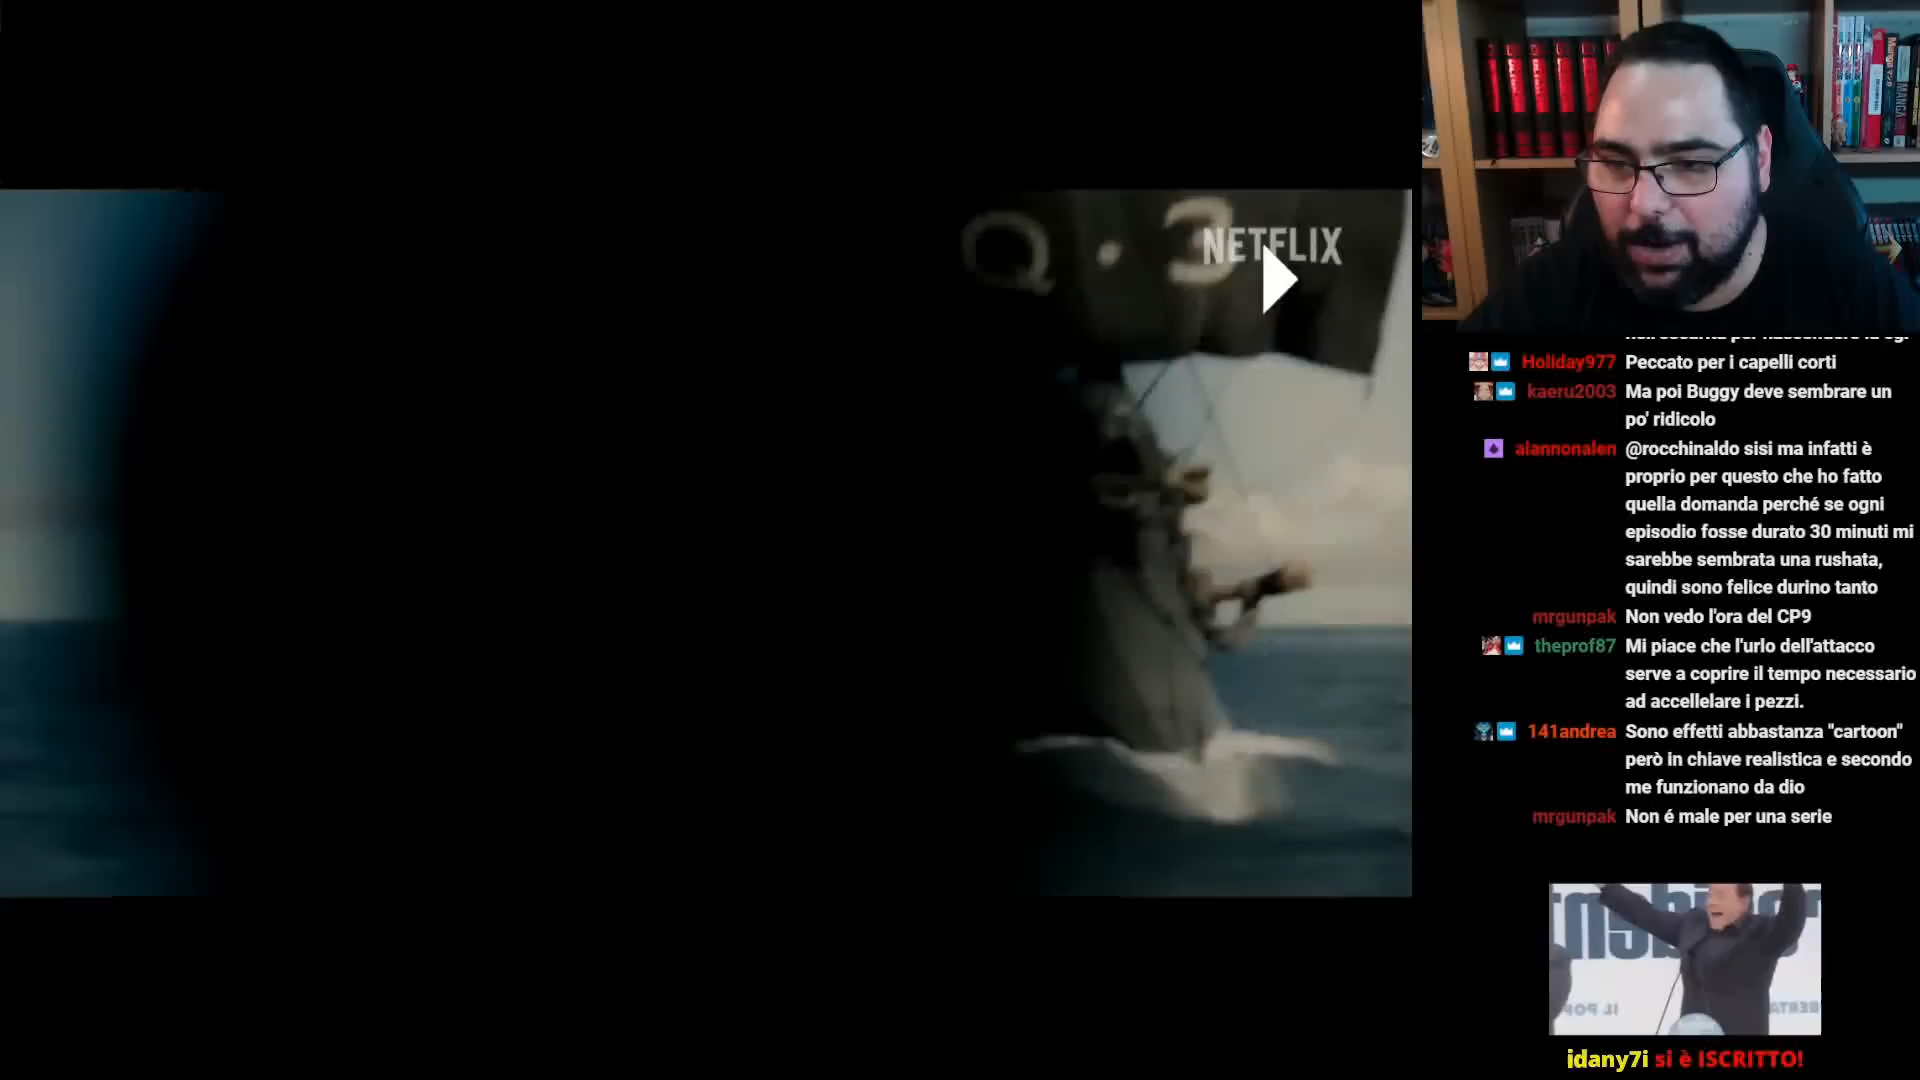 Q · 3
NETFLIX
Holiday977 Peccato per i capelli corti
kaeru2003 Ma poi Buggy deve sembrare un
po' ridicolo
alannonalen @rocchinaldo sisi ma infatti è
proprio per questo che ho fatto
quella domanda perché se ogni
episodio fosse durato 30 minuti mi
sarebbe sembrata una rushata,
quindi sono felice durino tanto
mrgunpak Non vedo l'ora del CP9
theprof87 Mi piace che l'urlo dell'attacco
serve a coprire il tempo necessario
ad accellelare i pezzi.
141andrea Sono effetti abbastanza "cartoon"
però in chiave realistica e secondo
me funzionano da dio
mrgunpak Non é male per una serie
IL POP
idany7i si è ISCRITTO!